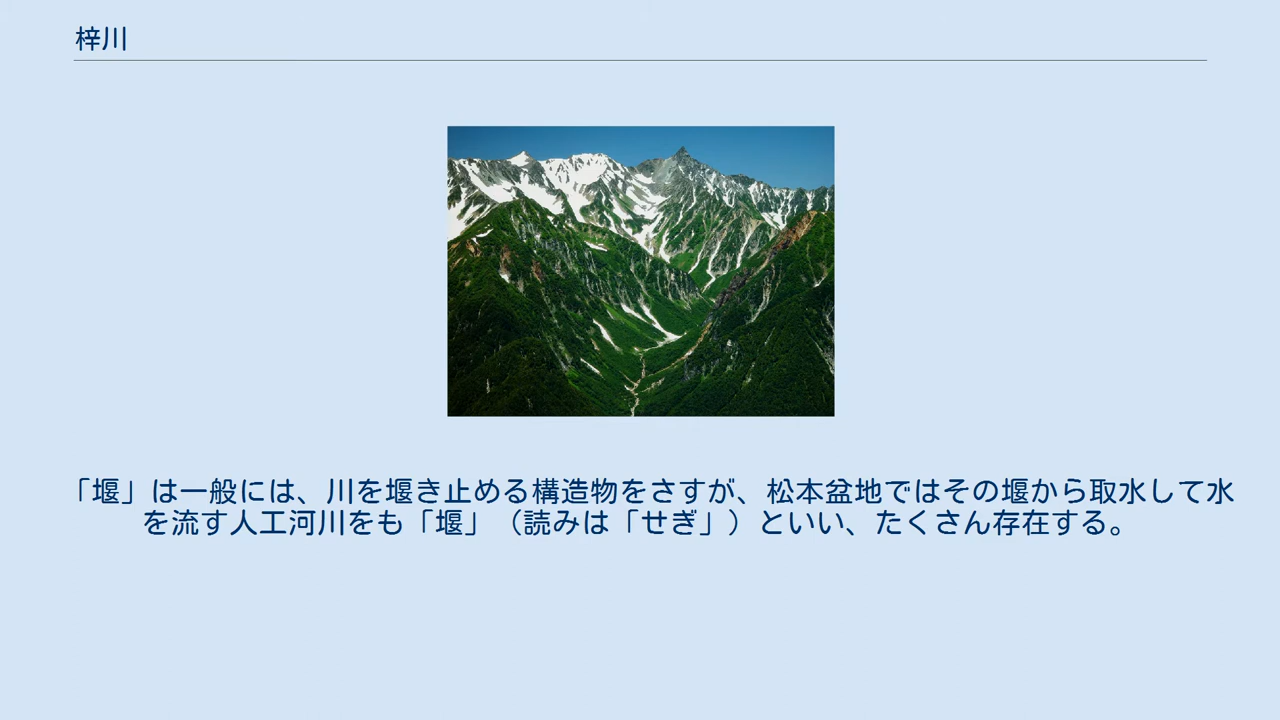 梓川
「堰」は一般には、川を堰き止める構造物をさすが、松本盆地ではその堰から取水して水
を流す人工河川をも「堰」（読みは「せぎ」）といい、たくさん存在する。